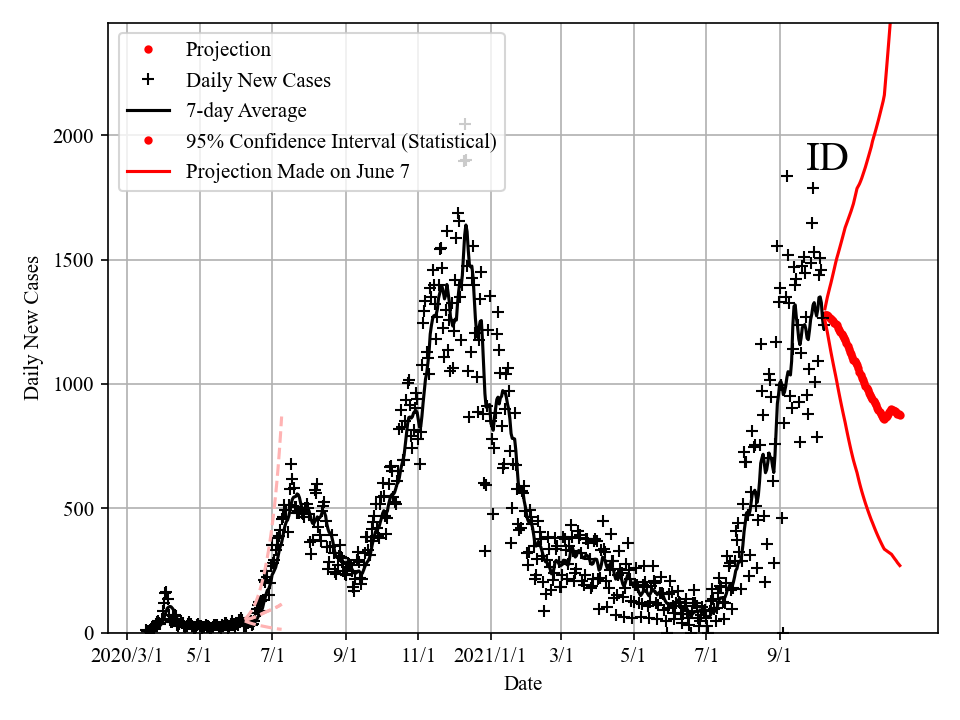 Projection
Daily New Cases
7-day Average
95% Confidence Interval (Statistical)
Projection Made on June 7
ID
Daily New Cases
2000
1500
1000
500
0
2020/3/1 5/1 7/1 9/1 11/1 2021/1/1 3/1 5/1 7/1 9/1
Date